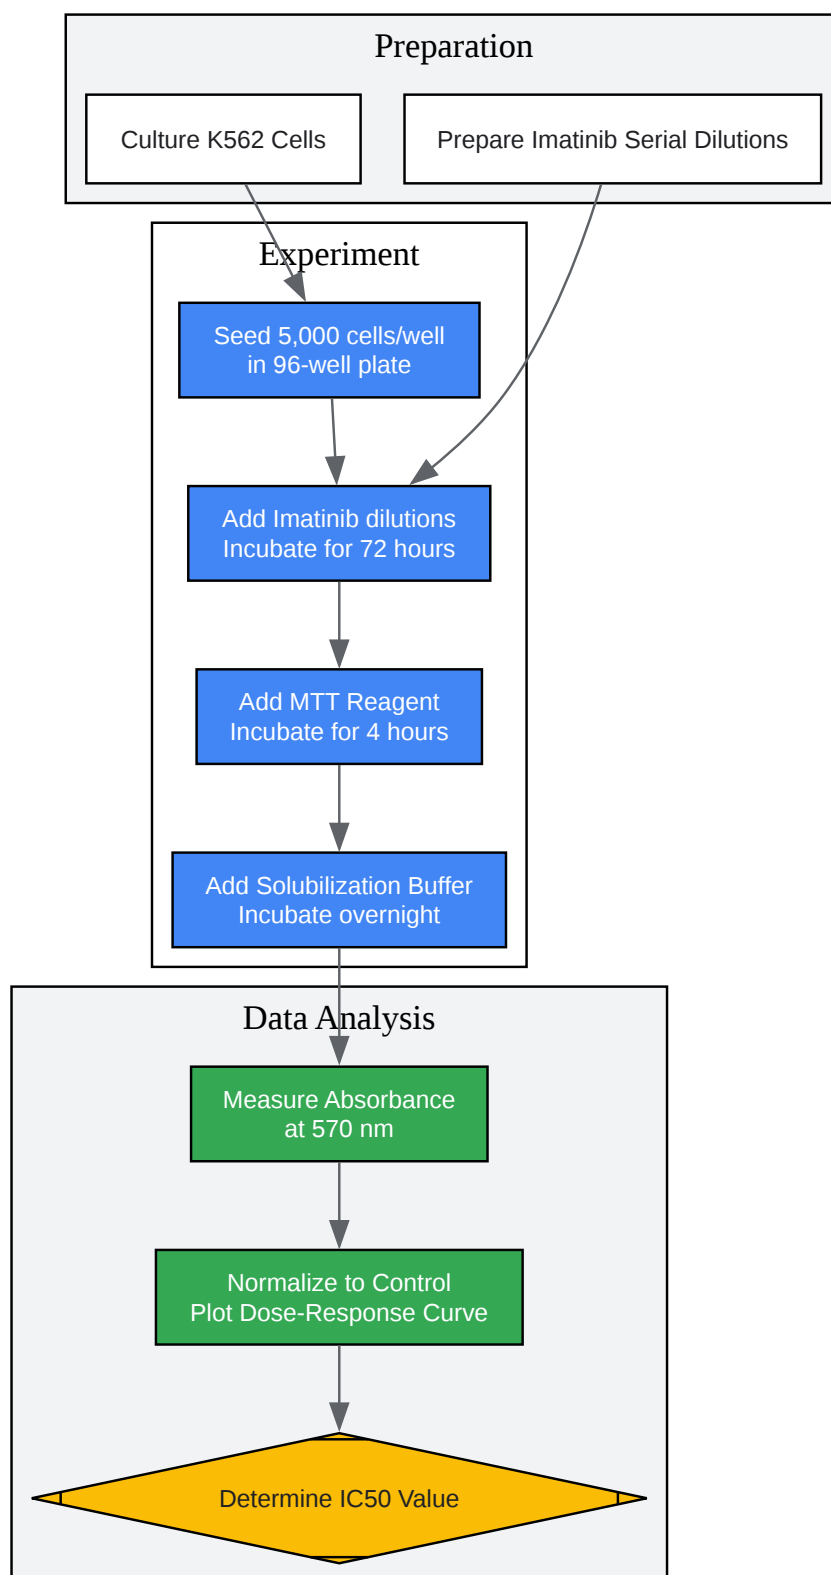 Preparation
Culture K562 Cells
Prepare Imatinib Serial Dilutions
Experiment
Seed 5,000 cells/well
in 96-well plate
Add Imatinib dilutions
Incubate for 72 hours
Add MTT Reagent
Incubate for 4 hours
Add Solubilization Buffer
Incubate overnight
Data Analysis
Measure Absorbance
at 570 nm
Normalize to Control
Plot Dose-Response Curve
Determine IC50 Value